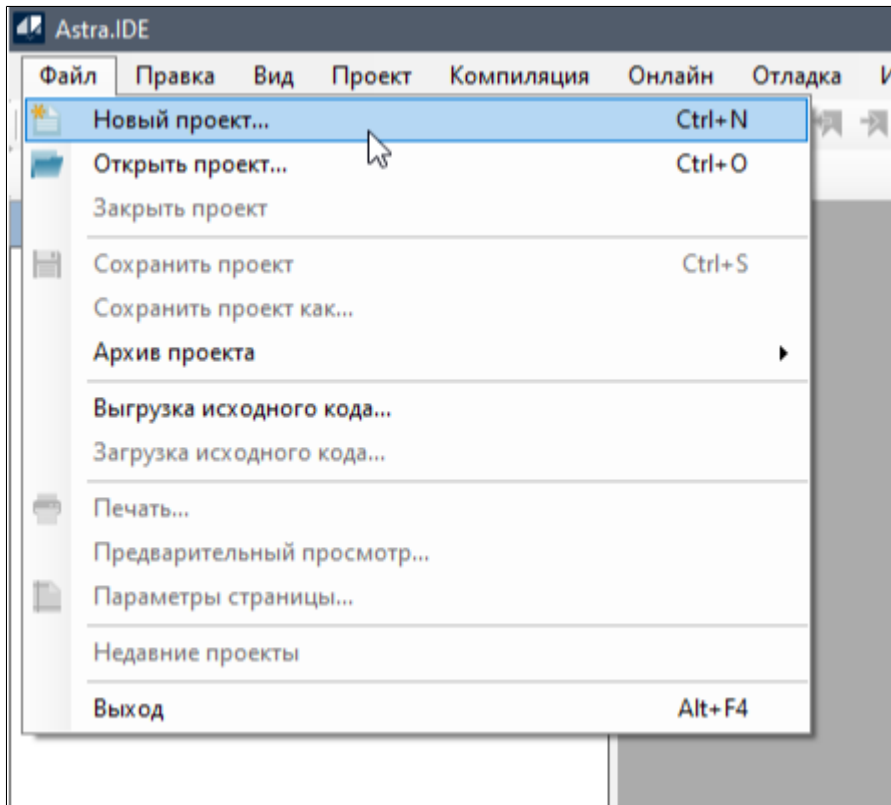 Astra.IDE
Файл Правка Вид Проект Компиляция Онлайн Отладка
Новый проект... Ctrl+N
Открыть проект... Ctrl+O
Закрыть проект
Сохранить проект Ctrl+S
Сохранить проект как...
Архив проекта
Выгрузка исходного кода...
Загрузка исходного кода...
Печать...
Предварительный просмотр...
Параметры страницы...
Недавние проекты
Выход Alt+F4